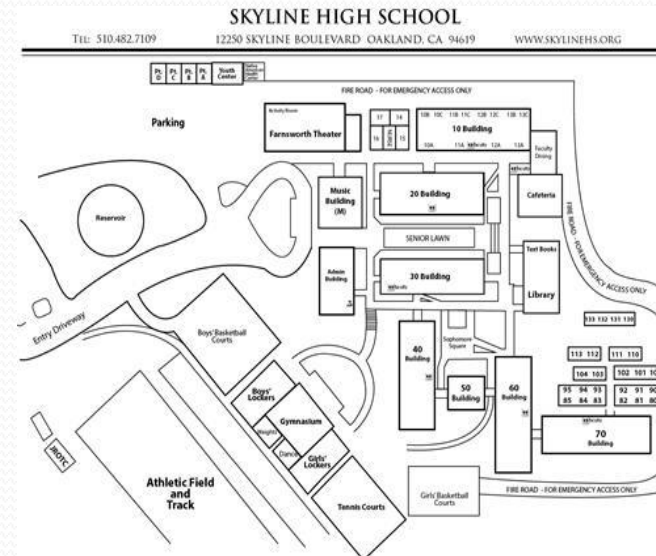 SKYLINE HIGH SCHOOL
TEL: 510.482.7109
12250 SKYLINE BOULEVARD OAKLAND, CA 94619
WWW.SKYLINEHS.ORG
Pt. D
Pt. C
Pt. B
Pt. A
Youth Center
FIRE ROAD - FOR EMERGENCY ACCESS ONLY
Parking
Activity Room
Farnsworth Theater
17
14
16
15
10B 10C 11B 11C 12B 12C 13B 13C
10 Building
10A 11A 12A 13A
Faculty Dining
Music Building (M)
20 Building
Cafeteria
Reservoir
SENIOR LAWN
FIRE ROAD - FOR EMERGENCY ACCESS ONLY
Admin Building
30 Building
Text Books
Library
Entry Driveway
Boys' Basketball Courts
40 Building
Sophomore Square
133 132 131 130
113 112
111 110
104 103
102 101
95 94 93
85 84 83
92 91
82 81
50 Building
60 Building
70 Building
Boys' Lockers
Gymnasium
Weights
Dance
Girls' Lockers
JROTC
Athletic Field and Track
Tennis Courts
Girls' Basketball Courts
FIRE ROAD - FOR EMERGENCY ACCESS ONLY